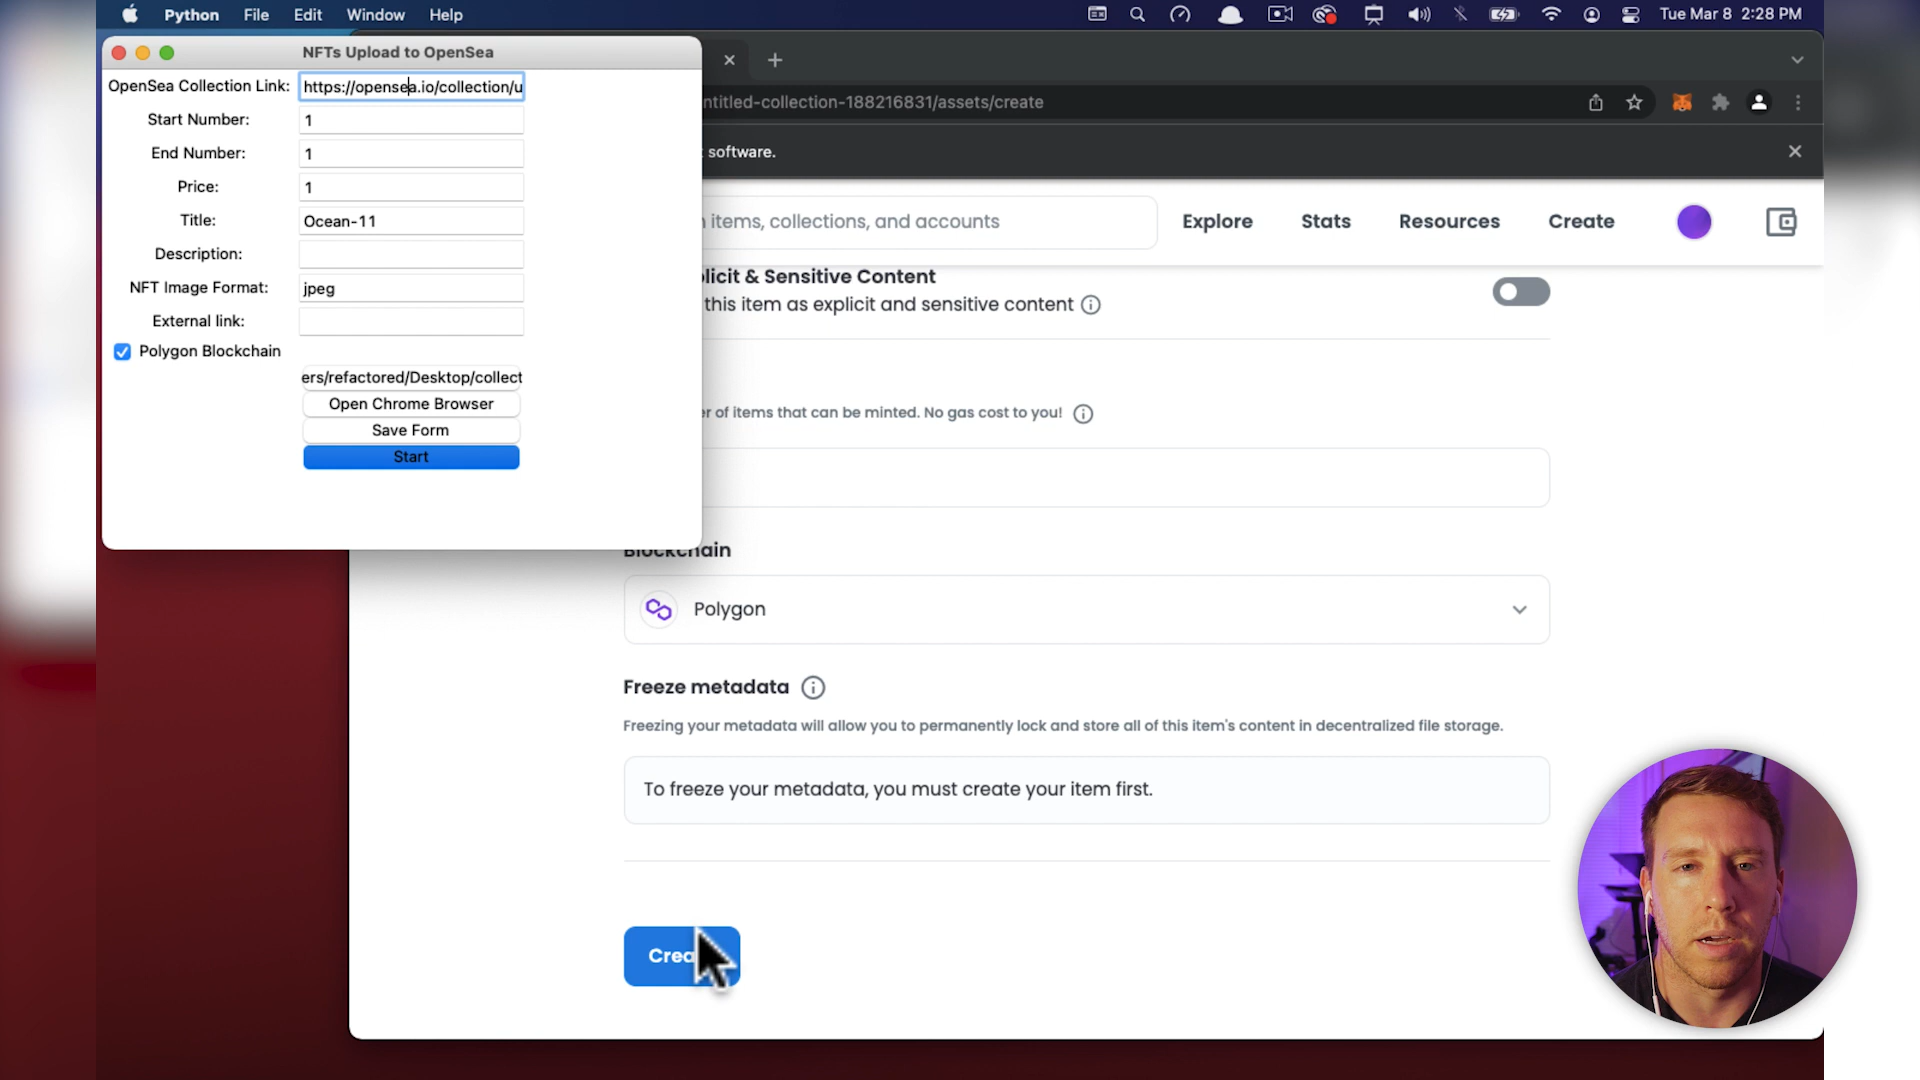 Python File Edit Window Help
Tue Mar 8 2:28 PM
NFTs Upload to OpenSea
OpenSea Collection Link: https://opensea.io/collection/u
Start Number: 1
End Number: 1
Price: 1
Title: Ocean-11
Description:
NFT Image Format: jpeg
External link:
Polygon Blockchain
ers/refactored/Desktop/collect
Open Chrome Browser
Save Form
Start
ntitled-collection-188216831/assets/create
software.
items, collections, and accounts
Explore Stats Resources Create
licit & Sensitive Content
this item as explicit and sensitive content
er of items that can be minted. No gas cost to you!
Blockchain
Polygon
Freeze metadata
Freezing your metadata will allow you to permanently lock and store all of this item's content in decentralized file storage.
To freeze your metadata, you must create your item first.
Crea